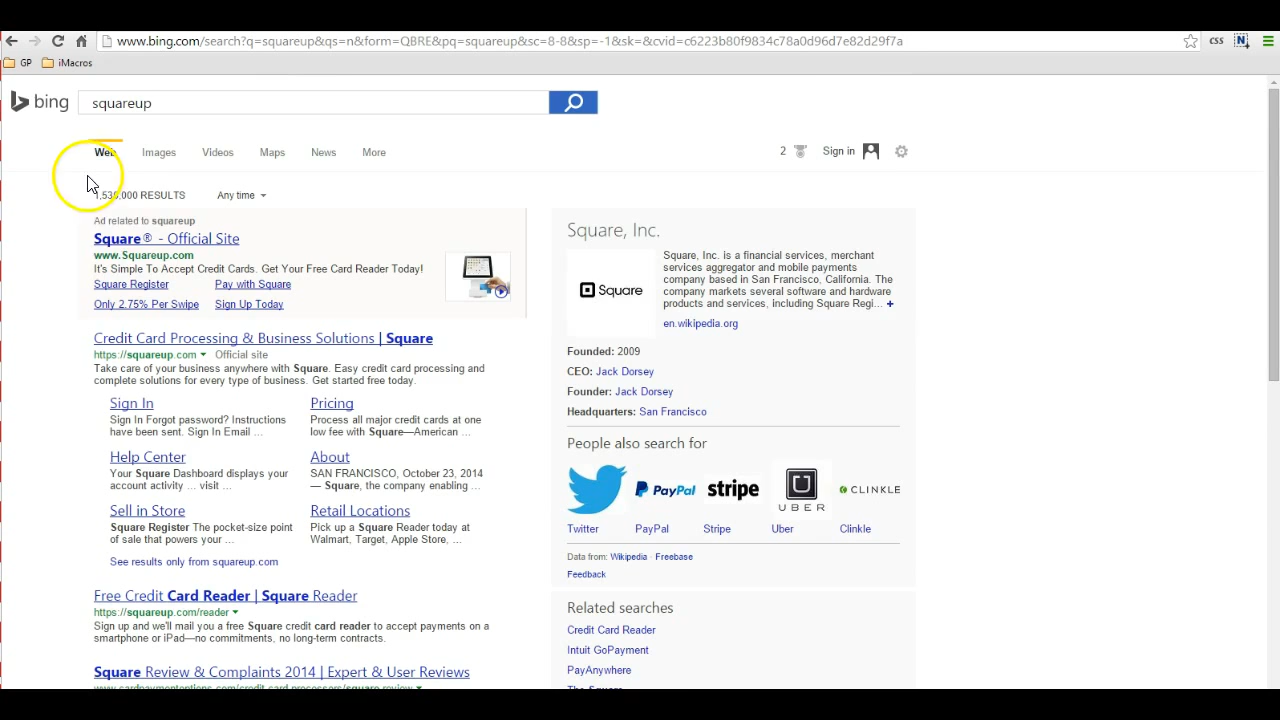 www.bing.com/search?q=squareup&qs=n&form=QBRE&pq=squareup&sc=8-8&sp=-1&sk=&cvid=c6223b80f9834c78a0d96d7e82d29f7a
CSS N
GP iMacros
bing squareup
Web Images Videos Maps News More
2 Sign in
1,530,000 RESULTS Any time
Ad related to squareup
Square® - Official Site
www.Squareup.com
It's Simple To Accept Credit Cards. Get Your Free Card Reader Today!
Square Register Pay with Square
Only 2.75% Per Swipe Sign Up Today
Credit Card Processing & Business Solutions | Square
https://squareup.com Official site
Take care of your business anywhere with Square. Easy credit card processing and
complete solutions for every type of business. Get started free today.
Sign In
Sign In Forgot password? Instructions
have been sent. Sign In Email ...
Pricing
Process all major credit cards at one
low fee with Square—American ...
Help Center
Your Square Dashboard displays your
account activity ... visit ...
About
SAN FRANCISCO, October 23, 2014
— Square, the company enabling ...
Sell in Store
Square Register The pocket-size point
of sale that powers your ...
Retail Locations
Pick up a Square Reader today at
Walmart, Target, Apple Store, ...
See results only from squareup.com
Free Credit Card Reader | Square Reader
https://squareup.com/reader
Sign up and we'll mail you a free Square credit card reader to accept payments on a
smartphone or iPad—no commitments, no long-term contracts.
Square Review & Complaints 2014 | Expert & User Reviews
www.cardpaymentoptions.com/credit-card-processors/square-review
Square, Inc.
Square
Square, Inc. is a financial services, merchant
services aggregator and mobile payments
company based in San Francisco, California. The
company markets several software and hardware
products and services, including Square Regi... +
en.wikipedia.org
Founded: 2009
CEO: Jack Dorsey
Founder: Jack Dorsey
Headquarters: San Francisco
People also search for
PayPal stripe UBER CLINKLE
Twitter PayPal Stripe Uber Clinkle
Data from: Wikipedia · Freebase
Feedback
Related searches
Credit Card Reader
Intuit GoPayment
PayAnywhere
The Square